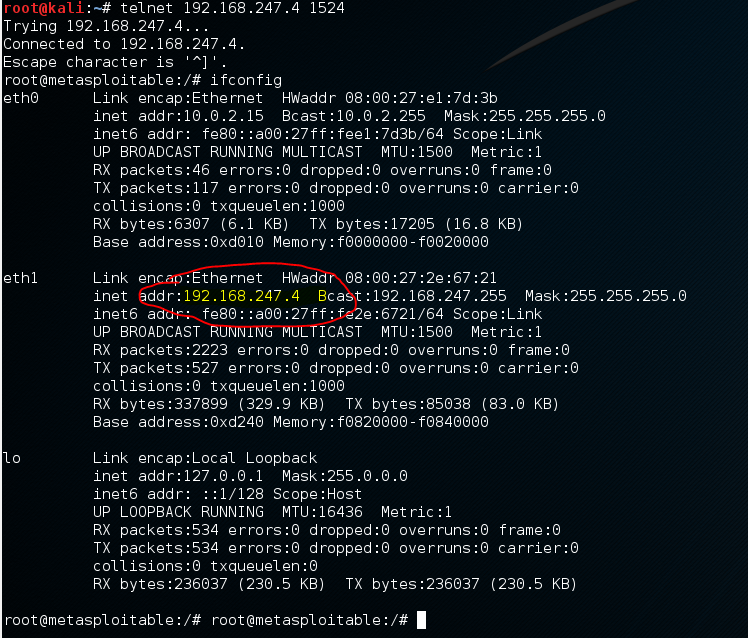 root@kali:~# telnet 192.168.247.4 1524
Trying 192.168.247.4...
Connected to 192.168.247.4.
Escape character is '^]'.
root@metasploitable:/# ifconfig
eth0      Link encap:Ethernet  HWaddr 08:00:27:e1:7d:3b
          inet addr:10.0.2.15  Bcast:10.0.2.255  Mask:255.255.255.0
          inet6 addr: fe80::a00:27ff:fee1:7d3b/64 Scope:Link
          UP BROADCAST RUNNING MULTICAST  MTU:1500  Metric:1
          RX packets:46 errors:0 dropped:0 overruns:0 frame:0
          TX packets:117 errors:0 dropped:0 overruns:0 carrier:0
          collisions:0 txqueuelen:1000
          RX bytes:6307 (6.1 KB)  TX bytes:17205 (16.8 KB)
          Base address:0xd010 Memory:f0000000-f0020000

eth1      Link encap:Ethernet  HWaddr 08:00:27:2e:67:21
          inet addr:192.168.247.4  Bcast:192.168.247.255  Mask:255.255.255.0
          inet6 addr: fe80::a00:27ff:fe2e:6721/64 Scope:Link
          UP BROADCAST RUNNING MULTICAST  MTU:1500  Metric:1
          RX packets:2223 errors:0 dropped:0 overruns:0 frame:0
          TX packets:527 errors:0 dropped:0 overruns:0 carrier:0
          collisions:0 txqueuelen:1000
          RX bytes:337899 (329.9 KB)  TX bytes:85038 (83.0 KB)
          Base address:0xd240 Memory:f0820000-f0840000

lo        Link encap:Local Loopback
          inet addr:127.0.0.1  Mask:255.0.0.0
          inet6 addr: ::1/128 Scope:Host
          UP LOOPBACK RUNNING  MTU:16436  Metric:1
          RX packets:534 errors:0 dropped:0 overruns:0 frame:0
          TX packets:534 errors:0 dropped:0 overruns:0 carrier:0
          collisions:0 txqueuelen:0
          RX bytes:236037 (230.5 KB)  TX bytes:236037 (230.5 KB)

root@metasploitable:/# root@metasploitable:/#